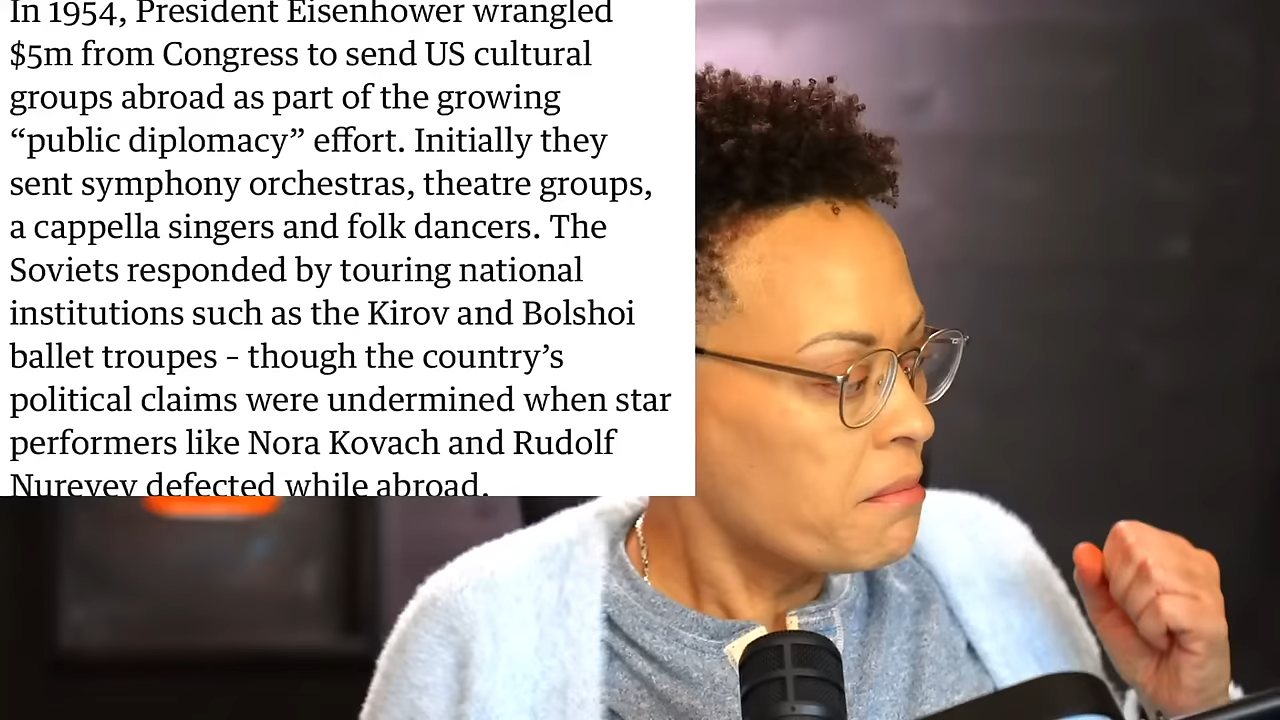 In 1954, President Eisenhower wrangled
$5m from Congress to send US cultural
groups abroad as part of the growing
“public diplomacy” effort. Initially they
sent symphony orchestras, theatre groups,
a cappella singers and folk dancers. The
Soviets responded by touring national
institutions such as the Kirov and Bolshoi
ballet troupes – though the country’s
political claims were undermined when star
performers like Nora Kovach and Rudolf
Nureyev defected while abroad.